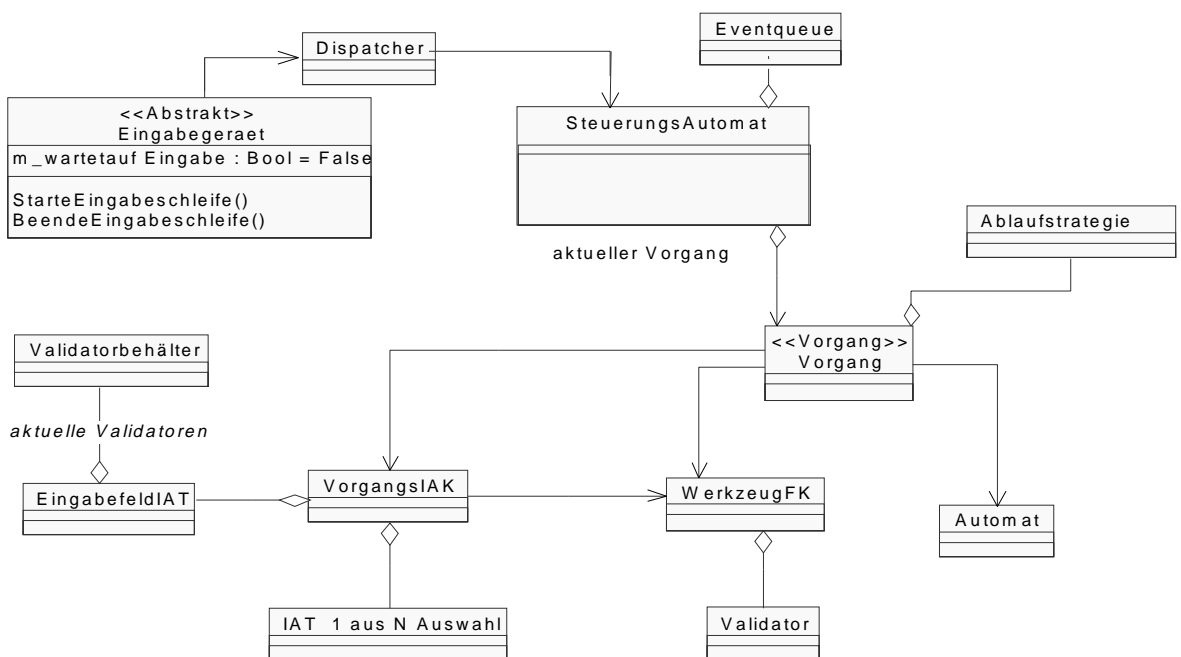 Eventqueue
Dispatcher
<<Abstrakt>>
Eingabegeraet
m_wartetauf Eingabe : Bool = False
StarteEingabeschleife()
BeendeEingabeschleife()
SteuerungsAutomat
Ablaufstrategie
aktueller Vorgang
<<Vorgang>>
Vorgang
Validatorbehälter
aktuelle Validatoren
EingabefeldIAT
VorgangsIAK
WerkzeugFK
Automat
IAT 1 aus N Auswahl
Validator